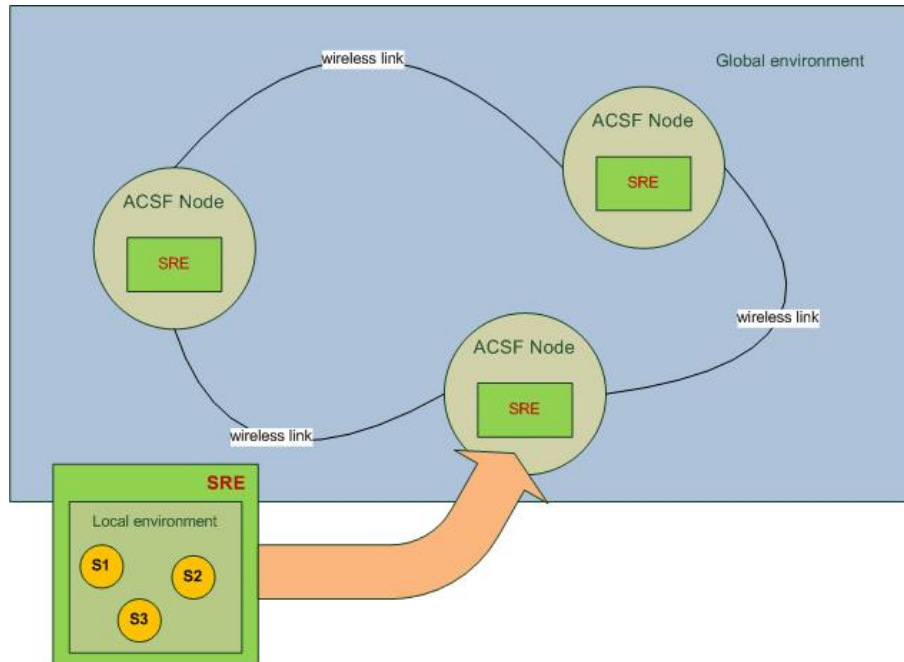 wireless link
Global environment
ACSF Node
SRE
ACSF Node
SRE
wireless link
ACSF Node
SRE
wireless link
SRE
Local environment
S1
S2
S3